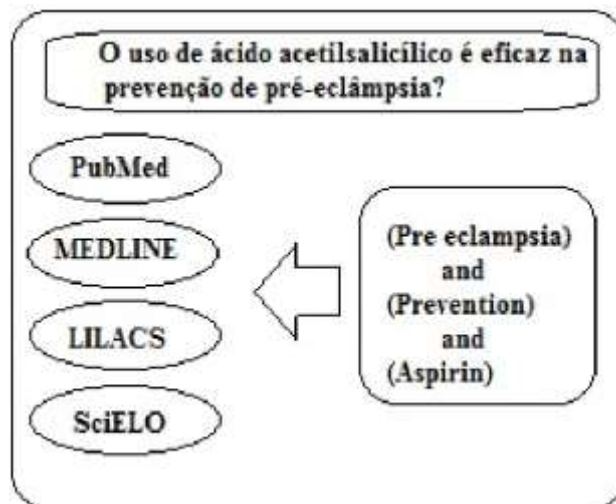 O uso de ácido acetilsalicílico é eficaz na
prevenção de pré-eclâmpsia?
PubMed
MEDLINE
LILACS
SciELO
(Pre eclampsia)
and
(Prevention)
and
(Aspirin)